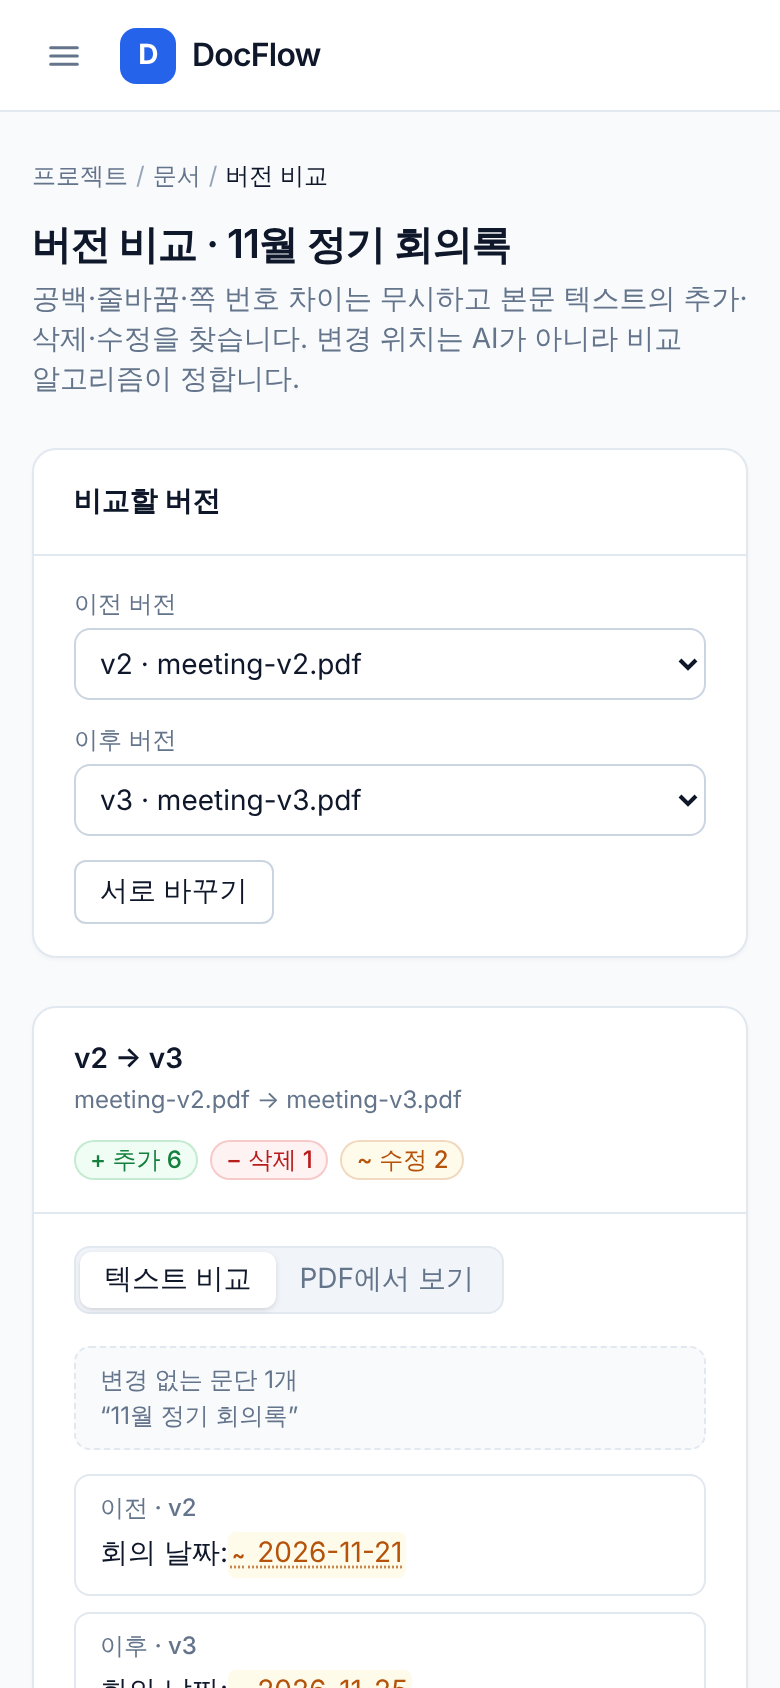 D DocFlow
프로젝트 / 문서 / 버전 비교
버전 비교 · 11월 정기 회의록
공백·줄바꿈·쪽 번호 차이는 무시하고 본문 텍스트의 추가·
삭제·수정을 찾습니다. 변경 위치는 AI가 아니라 비교
알고리즘이 정합니다.
비교할 버전
이전 버전
v2 · meeting-v2.pdf
이후 버전
v3 · meeting-v3.pdf
서로 바꾸기
v2 → v3
meeting-v2.pdf → meeting-v3.pdf
+ 추가 6 − 삭제 1 ~ 수정 2
텍스트 비교 PDF에서 보기
변경 없는 문단 1개
“11월 정기 회의록”
이전 · v2
회의 날짜:~ 2026-11-21
이후 · v3
회의 날짜:~ 2026-11-25